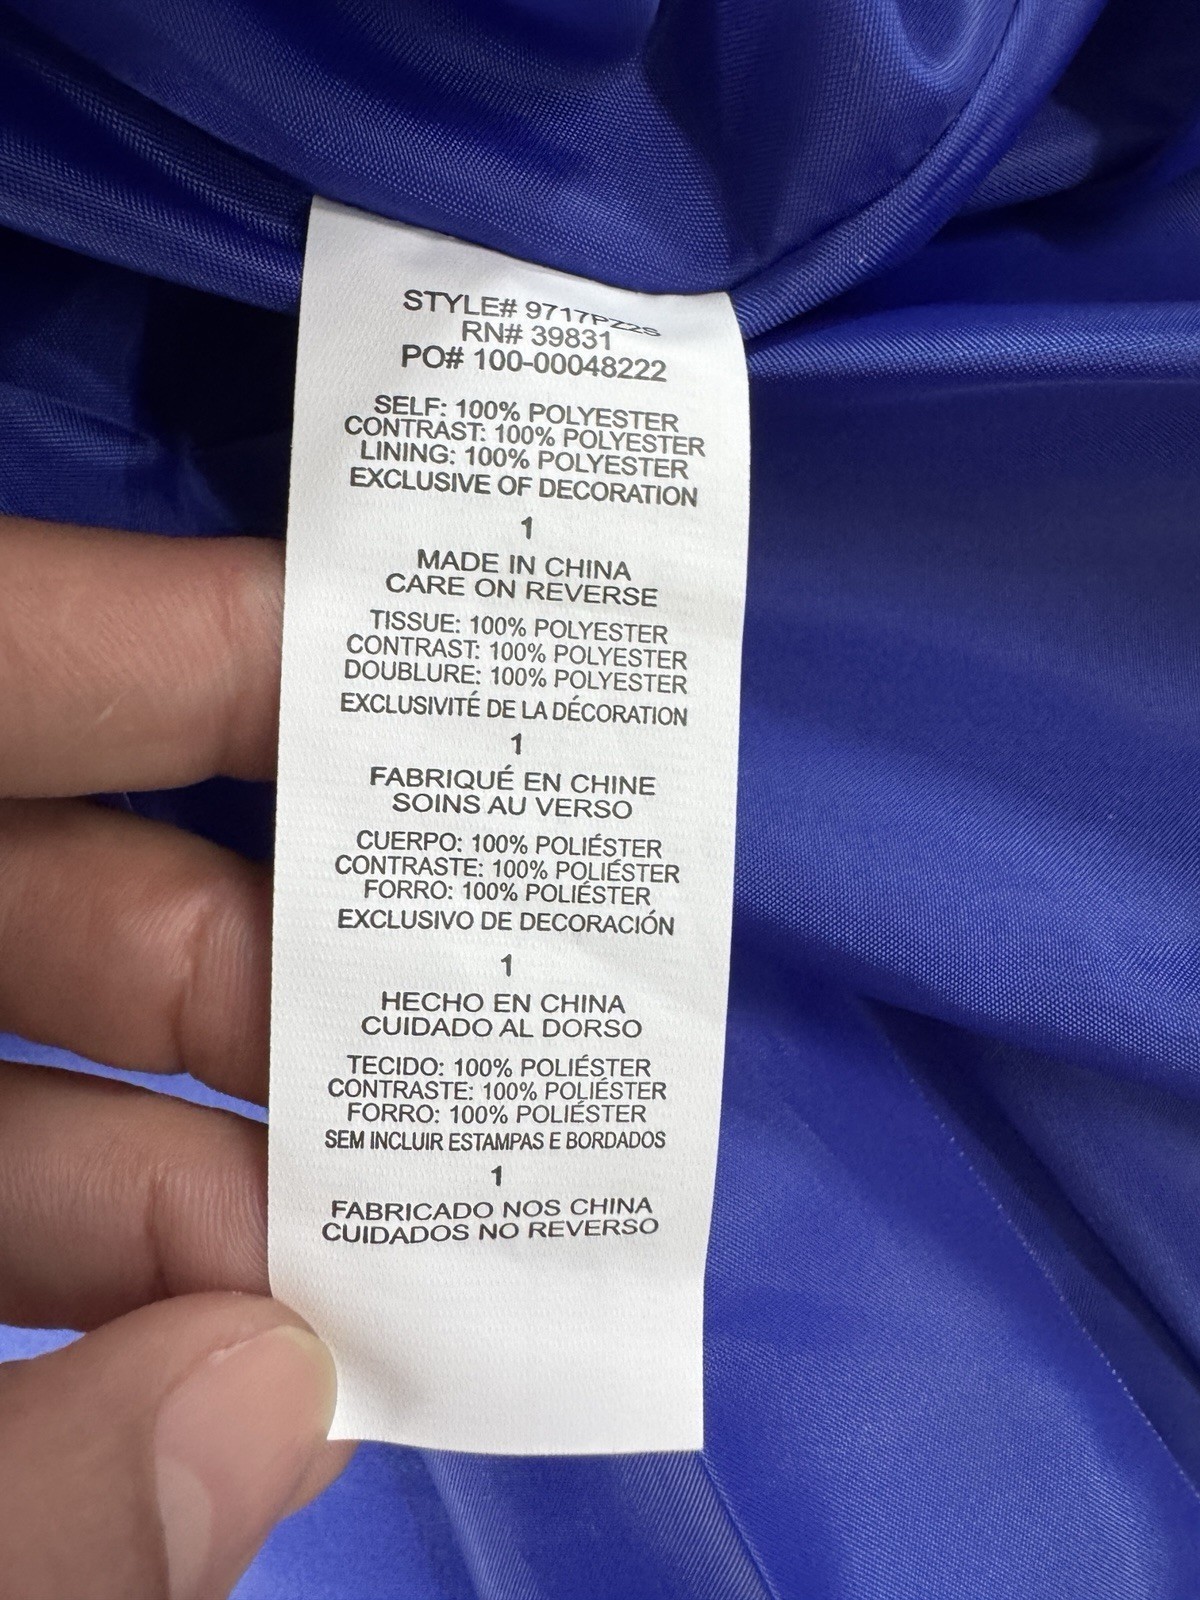 STYLE# 9717PZ2S
RN# 39831
PO# 100-00048222
SELF: 100% POLYESTER
CONTRAST: 100% POLYESTER
LINING: 100% POLYESTER
EXCLUSIVE OF DECORATION
1
MADE IN CHINA
CARE ON REVERSE
TISSUE: 100% POLYESTER
CONTRAST: 100% POLYESTER
DOUBLURE: 100% POLYESTER
EXCLUSIVITÉ DE LA DÉCORATION
1
FABRIQUÉ EN CHINE
SOINS AU VERSO
CUERPO: 100% POLIÉSTER
CONTRASTE: 100% POLIÉSTER
FORRO: 100% POLIÉSTER
EXCLUSIVO DE DECORACIÓN
1
HECHO EN CHINA
CUIDADO AL DORSO
TECIDO: 100% POLIÉSTER
CONTRASTE: 100% POLIÉSTER
FORRO: 100% POLIÉSTER
SEM INCLUIR ESTAMPAS E BORDADOS
1
FABRICADO NOS CHINA
CUIDADOS NO REVERSO